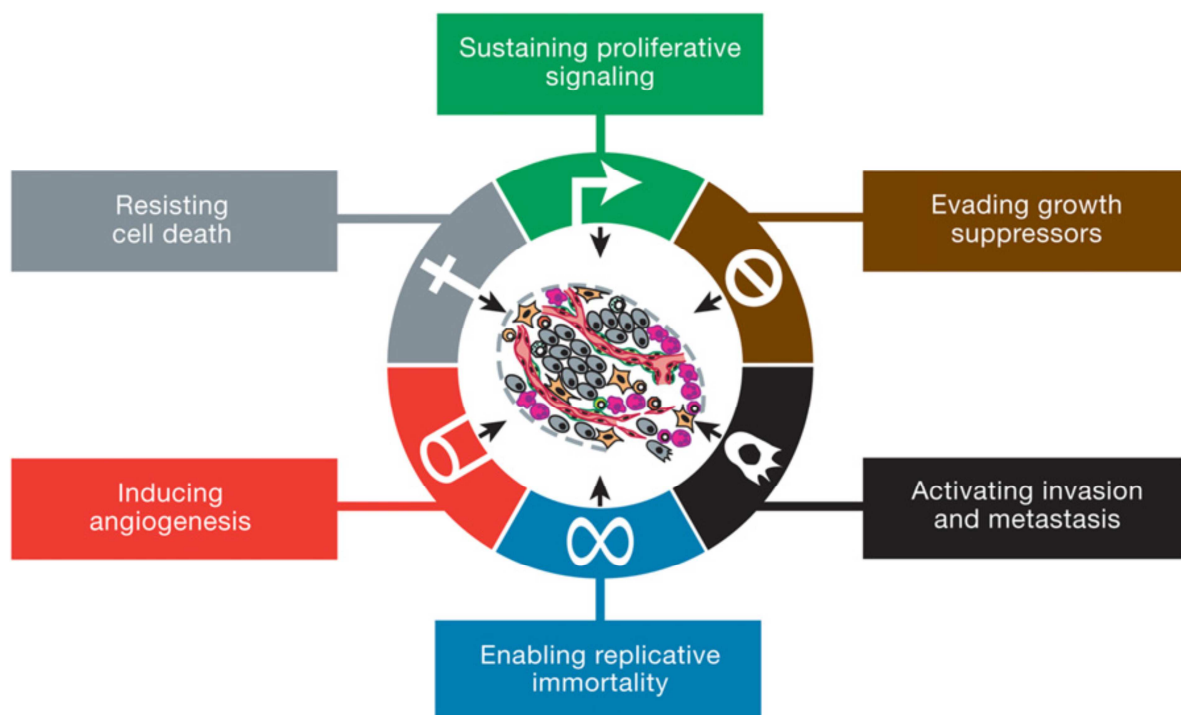 Sustaining proliferative
signaling
Resisting
cell death
Evading growth
suppressors
Inducing
angiogenesis
Activating invasion
and metastasis
Enabling replicative
immortality